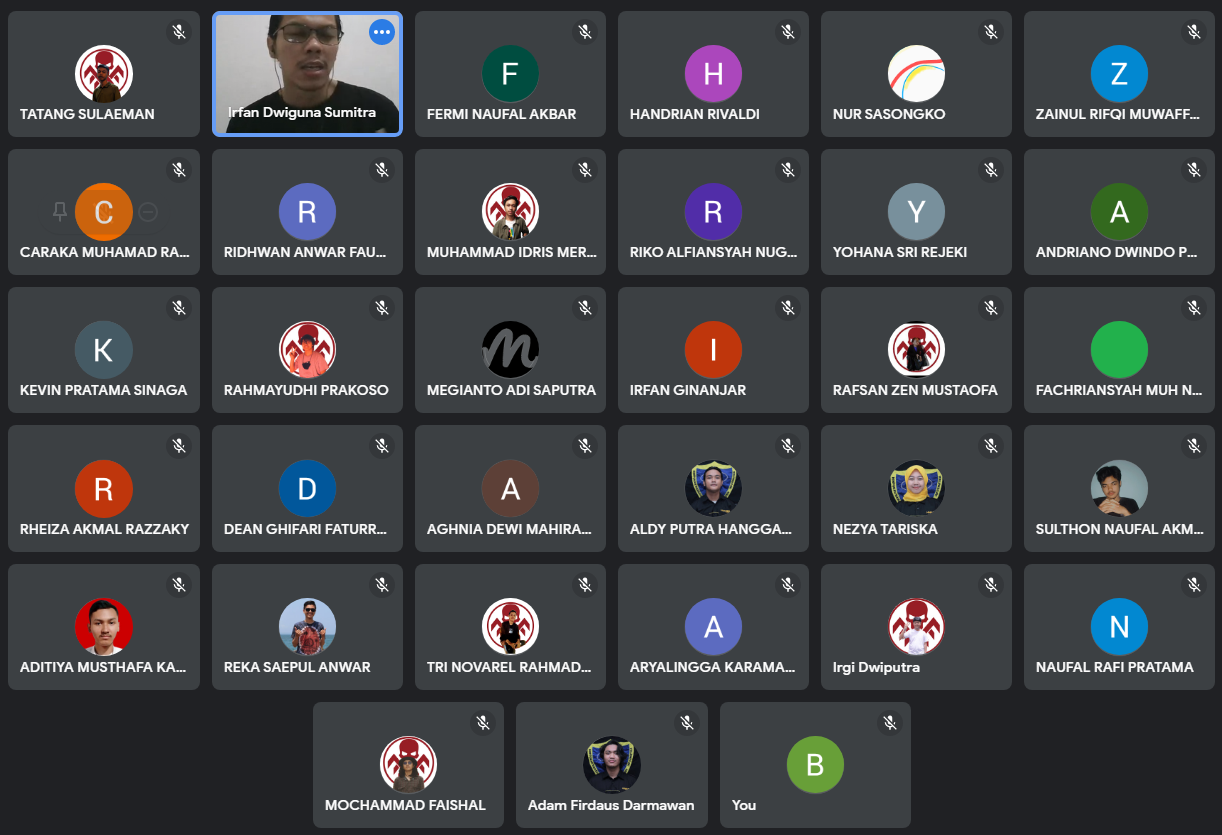 TATANG SULAEMAN
Irfan Dwiguna Sumitra
F
FERMI NAUFAL AKBAR
H
HANDRIAN RIVALDI
NUR SASONGKO
Z
ZAINUL RIFQI MUWAFF...
C
CARAKA MUHAMAD RA...
R
RIDHWAN ANWAR FAU...
MUHAMMAD IDRIS MER...
R
RIKO ALFIANSYAH NUG...
Y
YOHANA SRI REJEKI
A
ANDRIANO DWINDO P...
K
KEVIN PRATAMA SINAGA
RAHMAYUDHI PRAKOSO
m
MEGIANTO ADI SAPUTRA
I
IRFAN GINANJAR
RAFSAN ZEN MUSTAOFA
FACHRIANSYAH MUH N...
R
RHEIZA AKMAL RAZZAKY
D
DEAN GHIFARI FATURR...
A
AGHNIA DEWI MAHIRA...
ALDY PUTRA HANGGA...
NEZYA TARISKA
SULTHON NAUFAL AKM...
ADITIYA MUSTHAFA KA...
REKA SAEPUL ANWAR
TRI NOVAREL RAHMAD...
A
ARYALINGGA KARAMA...
Irgi Dwiputra
N
NAUFAL RAFI PRATAMA
MOCHAMMAD FAISHAL
Adam Firdaus Darmawan
B
You